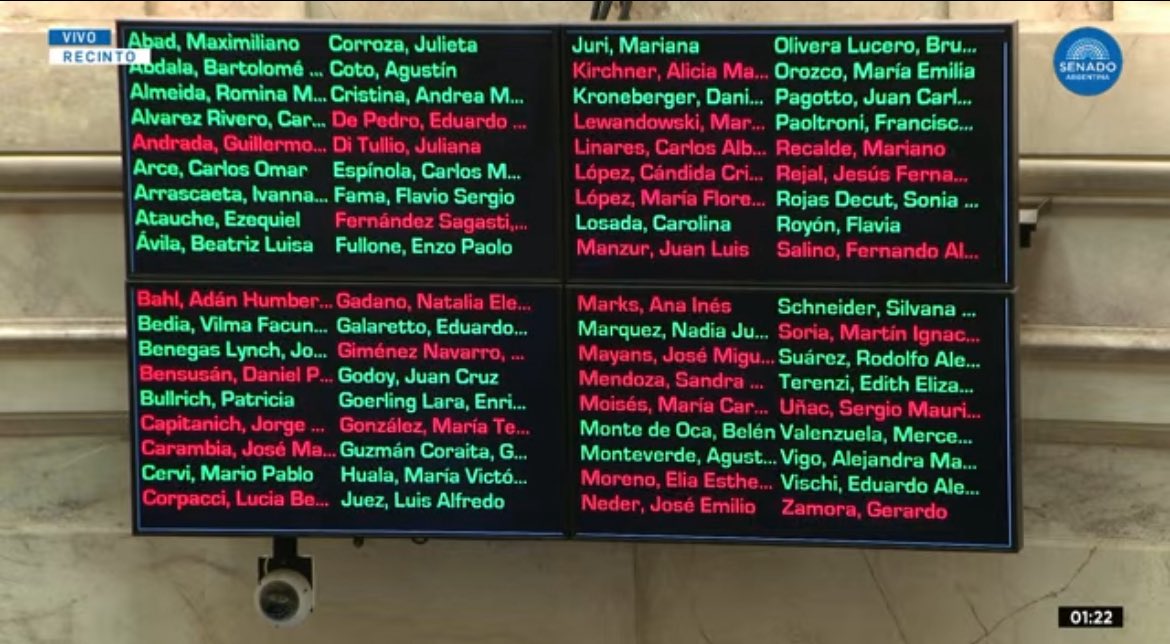 VIVO
RECINTO
SENADO
ARGENTINA
Abad, Maximiliano
Abdala, Bartolomé ...
Almeida, Romina M...
Alvarez Rivero, Car...
Andrada, Guillermo...
Arce, Carlos Omar
Arrascaeta, Ivanna...
Atauche, Ezequiel
Ávila, Beatriz Luisa
Corroza, Julieta
Coto, Agustín
Cristina, Andrea M...
De Pedro, Eduardo ...
Di Tullio, Juliana
Espínola, Carlos M...
Fama, Flavio Sergio
Fernández Sagasti,...
Fullone, Enzo Paolo
Juri, Mariana
Kirchner, Alicia Ma...
Kroneberger, Dani...
Lewandowski, Mar...
Linares, Carlos Alb...
López, Cándida Cri...
López, María Flore...
Losada, Carolina
Manzur, Juan Luis
Olivera Lucero, Bru...
Orozco, María Emilia
Pagotto, Juan Carl...
Paoltroni, Francisc...
Recalde, Mariano
Rejal, Jesús Ferna...
Rojas Decut, Sonia ...
Royón, Flavia
Salino, Fernando Al...
Bahl, Adán Humber...
Bedia, Vilma Facun...
Benegas Lynch, Jo...
Bensusán, Daniel P...
Bullrich, Patricia
Capitanich, Jorge ...
Carambia, José Ma...
Cervi, Mario Pablo
Corpacci, Lucia Be...
Gadano, Natalia Ele...
Galaretto, Eduardo...
Giménez Navarro, ...
Godoy, Juan Cruz
Goerling Lara, Enri...
González, María Te...
Guzmán Coraita, G...
Huala, María Victó...
Juez, Luis Alfredo
Marks, Ana Inés
Marquez, Nadia Ju...
Mayans, José Migu...
Mendoza, Sandra ...
Moisés, María Car...
Monte de Oca, Belén
Monteverde, Agust...
Moreno, Elia Esthe...
Neder, José Emilio
Schneider, Silvana ...
Soria, Martín Ignac...
Suárez, Rodolfo Ale...
Terenzi, Edith Eliza...
Uñac, Sergio Mauri...
Valenzuela, Merce...
Vigo, Alejandra Ma...
Vischi, Eduardo Ale...
Zamora, Gerardo
01:22